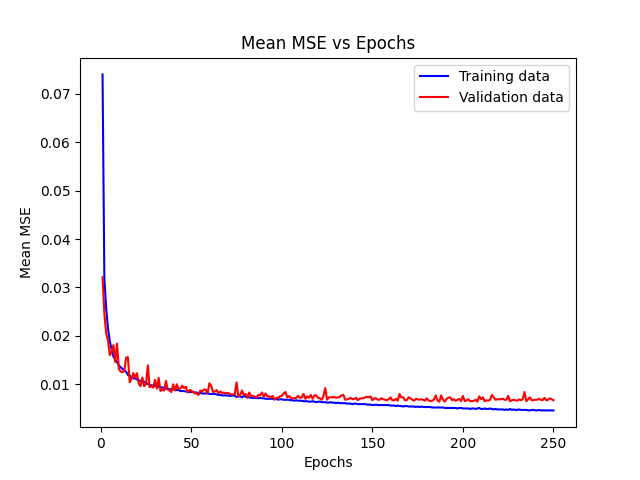 Mean MSE vs Epochs
Training data
Validation data
0.07
0.06
0.05
0.04
0.03
0.02
0.01
Mean MSE
0
50
100
150
200
250
Epochs